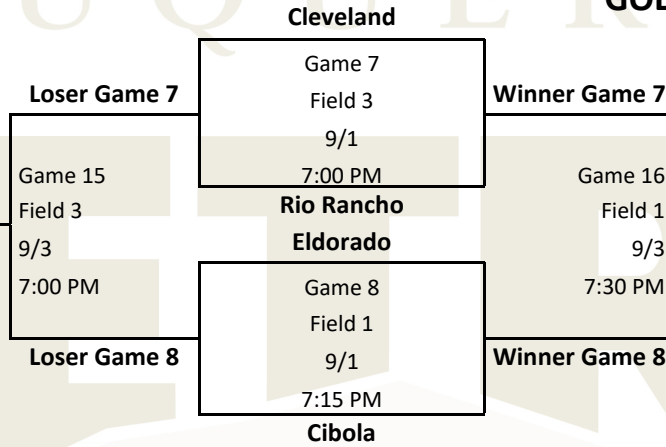 Cleveland
Game 7
Loser Game 7
Field 3
Winner Game 7
9/1
Game 15
7:00 PM
Game 16
Field 3
Rio Rancho
Field 1
9/3
Eldorado
9/3
7:00 PM
Game 8
7:30 PM
Field 1
Loser Game 8
9/1
Winner Game 8
7:15 PM
Cibola